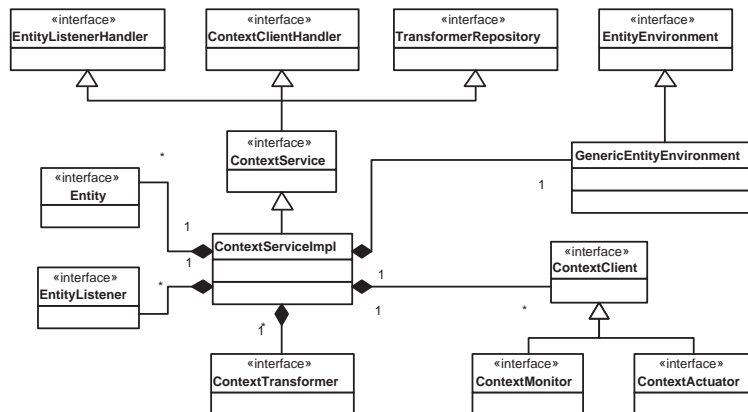 «interface»
EntityListenerHandler
«interface»
ContextClientHandler
«interface»
TransformerRepository
«interface»
EntityEnvironment
«interface»
ContextService
GenericEntityEnvironment
*
«interface»
Entity
1
1
ContextServiceImpl
1
«interface»
ContextClient
1
«interface»
EntityListener
*
1
*
1
*
«interface»
ContextTransformer
«interface»
ContextMonitor
«interface»
ContextActuator